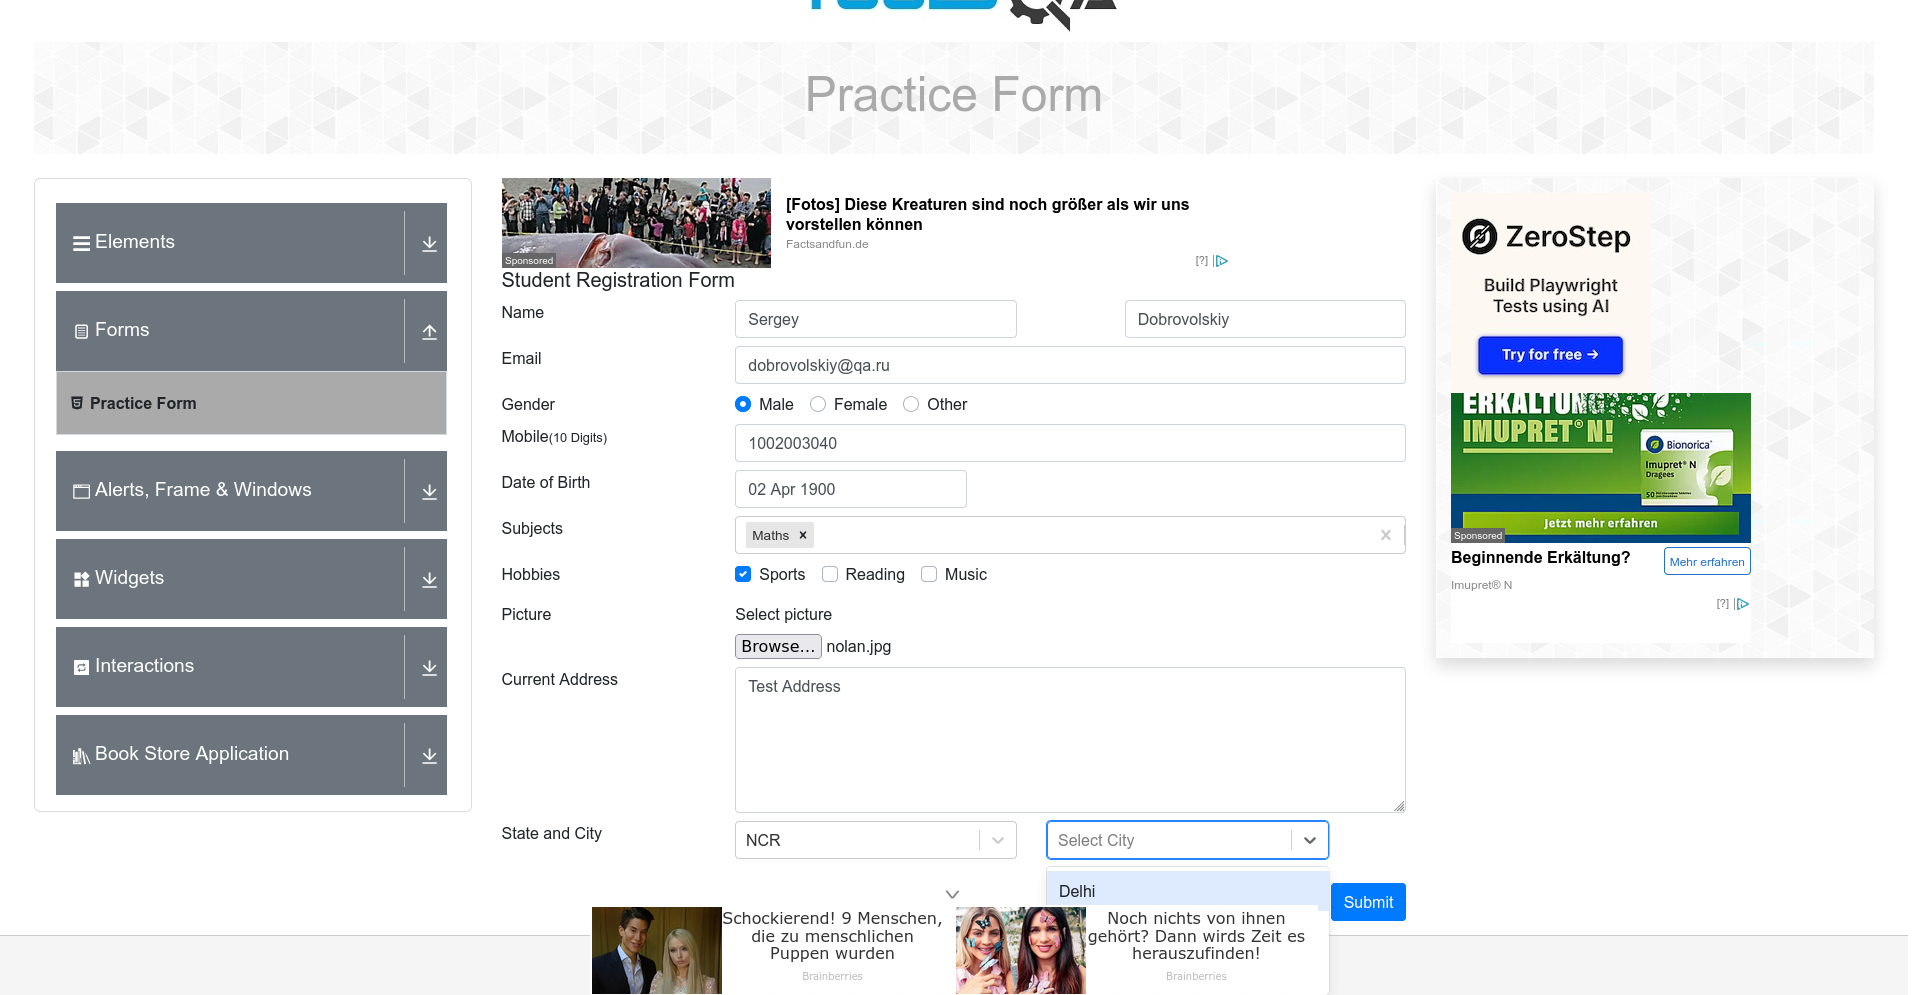 Practice Form
Elements
Forms
Practice Form
Alerts, Frame & Windows
Widgets
Interactions
Book Store Application
[Fotos] Diese Kreaturen sind noch größer als wir uns
vorstellen können
Factsandfun.de
Sponsored
[?]
Student Registration Form
Name
Sergey
Dobrovolskiy
Email
dobrovolskiy@qa.ru
Gender
Male
Female
Other
Mobile(10 Digits)
1002003040
Date of Birth
02 Apr 1900
Subjects
Maths
Hobbies
Sports
Reading
Music
Picture
Select picture
Browse... nolan.jpg
Current Address
Test Address
State and City
NCR
Select City
Delhi
Submit
Schockierend! 9 Menschen,
die zu menschlichen
Puppen wurden
Brainberries
Noch nichts von ihnen
gehört? Dann wirds Zeit es
herauszufinden!
Brainberries
ZeroStep
Build Playwright
Tests using AI
Try for free →
IMUPRET® N!
Bionorica®
Imupret® N
Dragees
Jetzt mehr erfahren
Sponsored
Beginnende Erkältung?
Mehr erfahren
Imupret® N
[?]